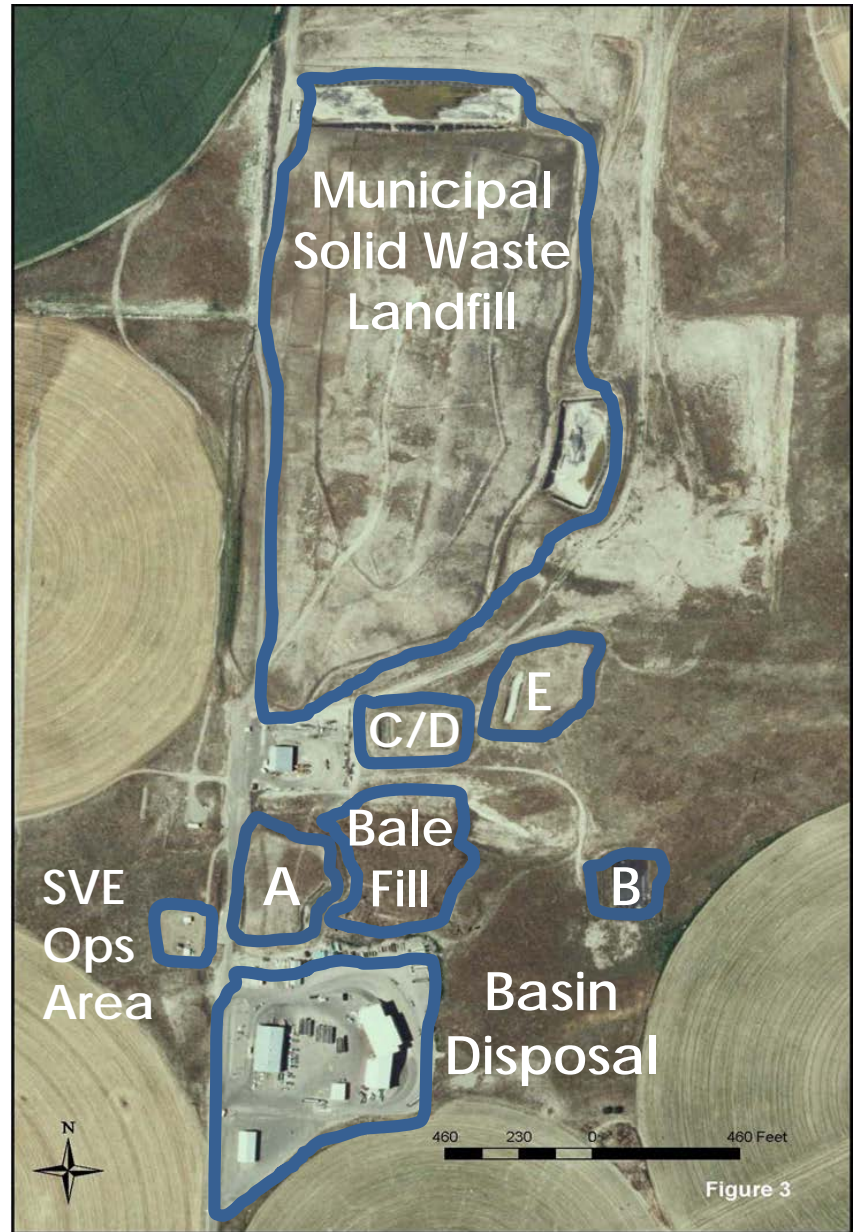 Municipal
Solid Waste
Landfill
E
C/D
Bale
Fill
A
B
SVE
Ops
Area
Basin
Disposal
N
460 230 0 460 Feet
Figure 3